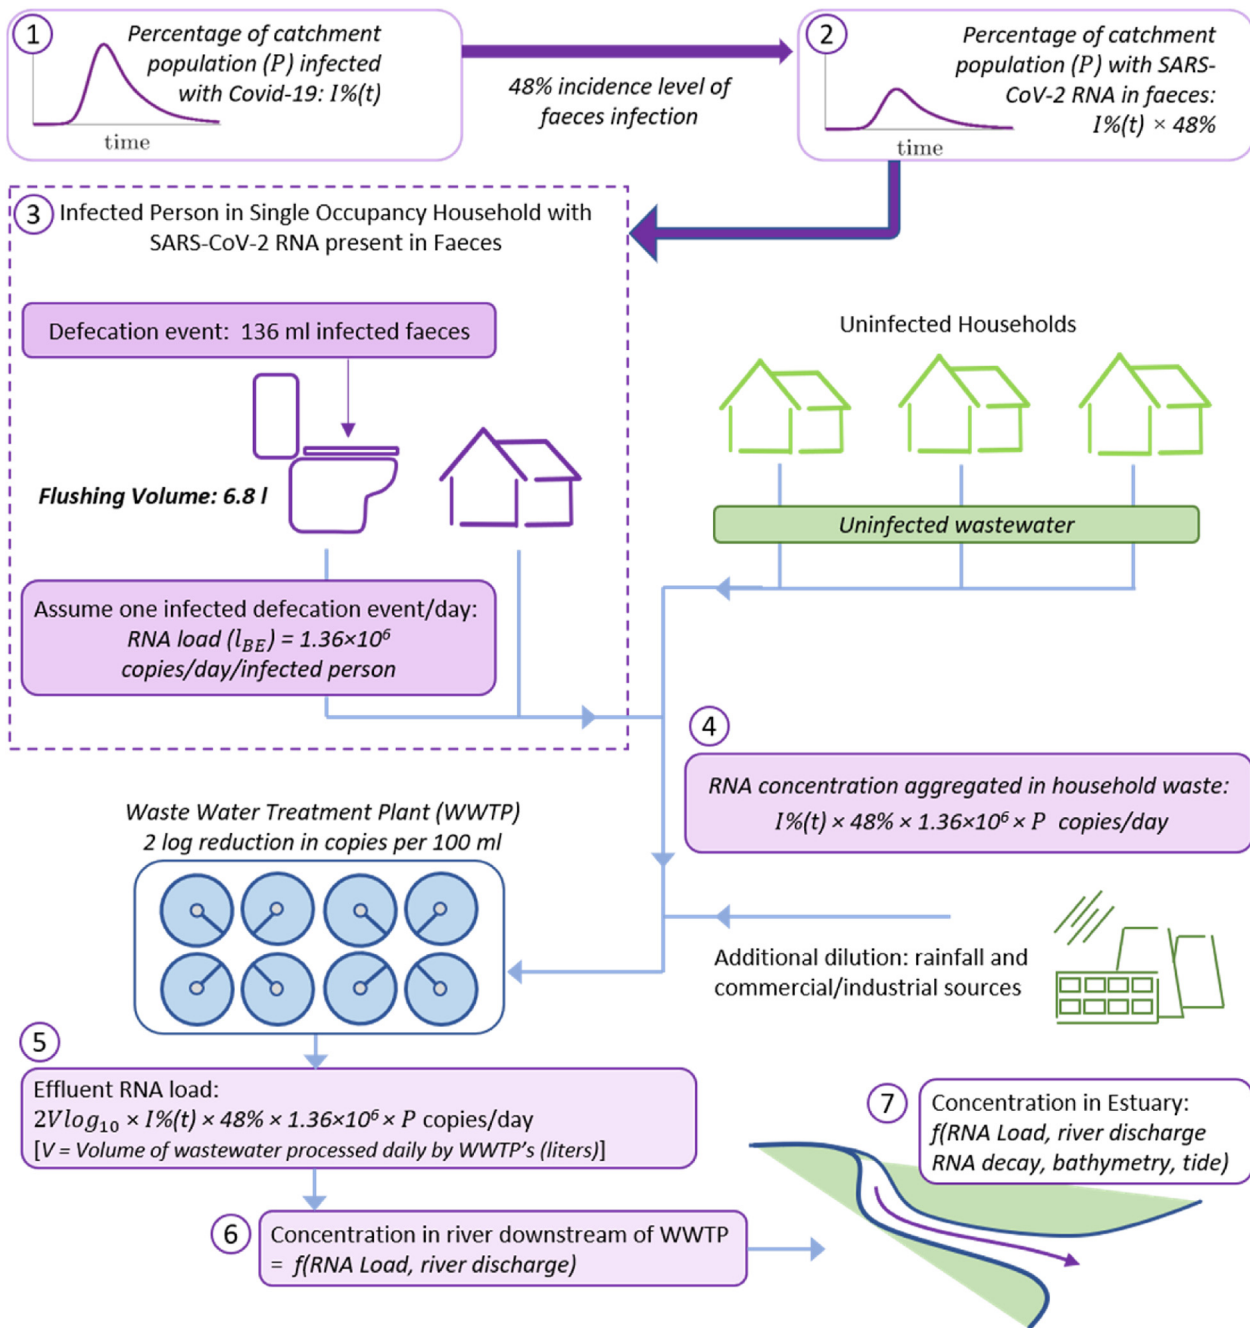 1
Percentage of catchment
population (P) infected
with Covid-19: I%(t)
time
48% incidence level of
faeces infection
2
Percentage of catchment
population (P) with SARS-
CoV-2 RNA in faeces:
I%(t) × 48%
time
3
Infected Person in Single Occupancy Household with
SARS-CoV-2 RNA present in Faeces
Defecation event: 136 ml infected faeces
Flushing Volume: 6.8 l
Assume one infected defecation event/day:
RNA load (l_BE) = 1.36×10⁶
copies/day/infected person
Uninfected Households
Uninfected wastewater
4
RNA concentration aggregated in household waste:
I%(t) × 48% × 1.36×10⁶ × P copies/day
Waste Water Treatment Plant (WWTP)
2 log reduction in copies per 100 ml
Additional dilution: rainfall and
commercial/industrial sources
5
Effluent RNA load:
2Vlog₁₀ × I%(t) × 48% × 1.36×10⁶ × P copies/day
[V = Volume of wastewater processed daily by WWTP's (liters)]
6
Concentration in river downstream of WWTP
= f(RNA Load, river discharge)
7
Concentration in Estuary:
f(RNA Load, river discharge
RNA decay, bathymetry, tide)